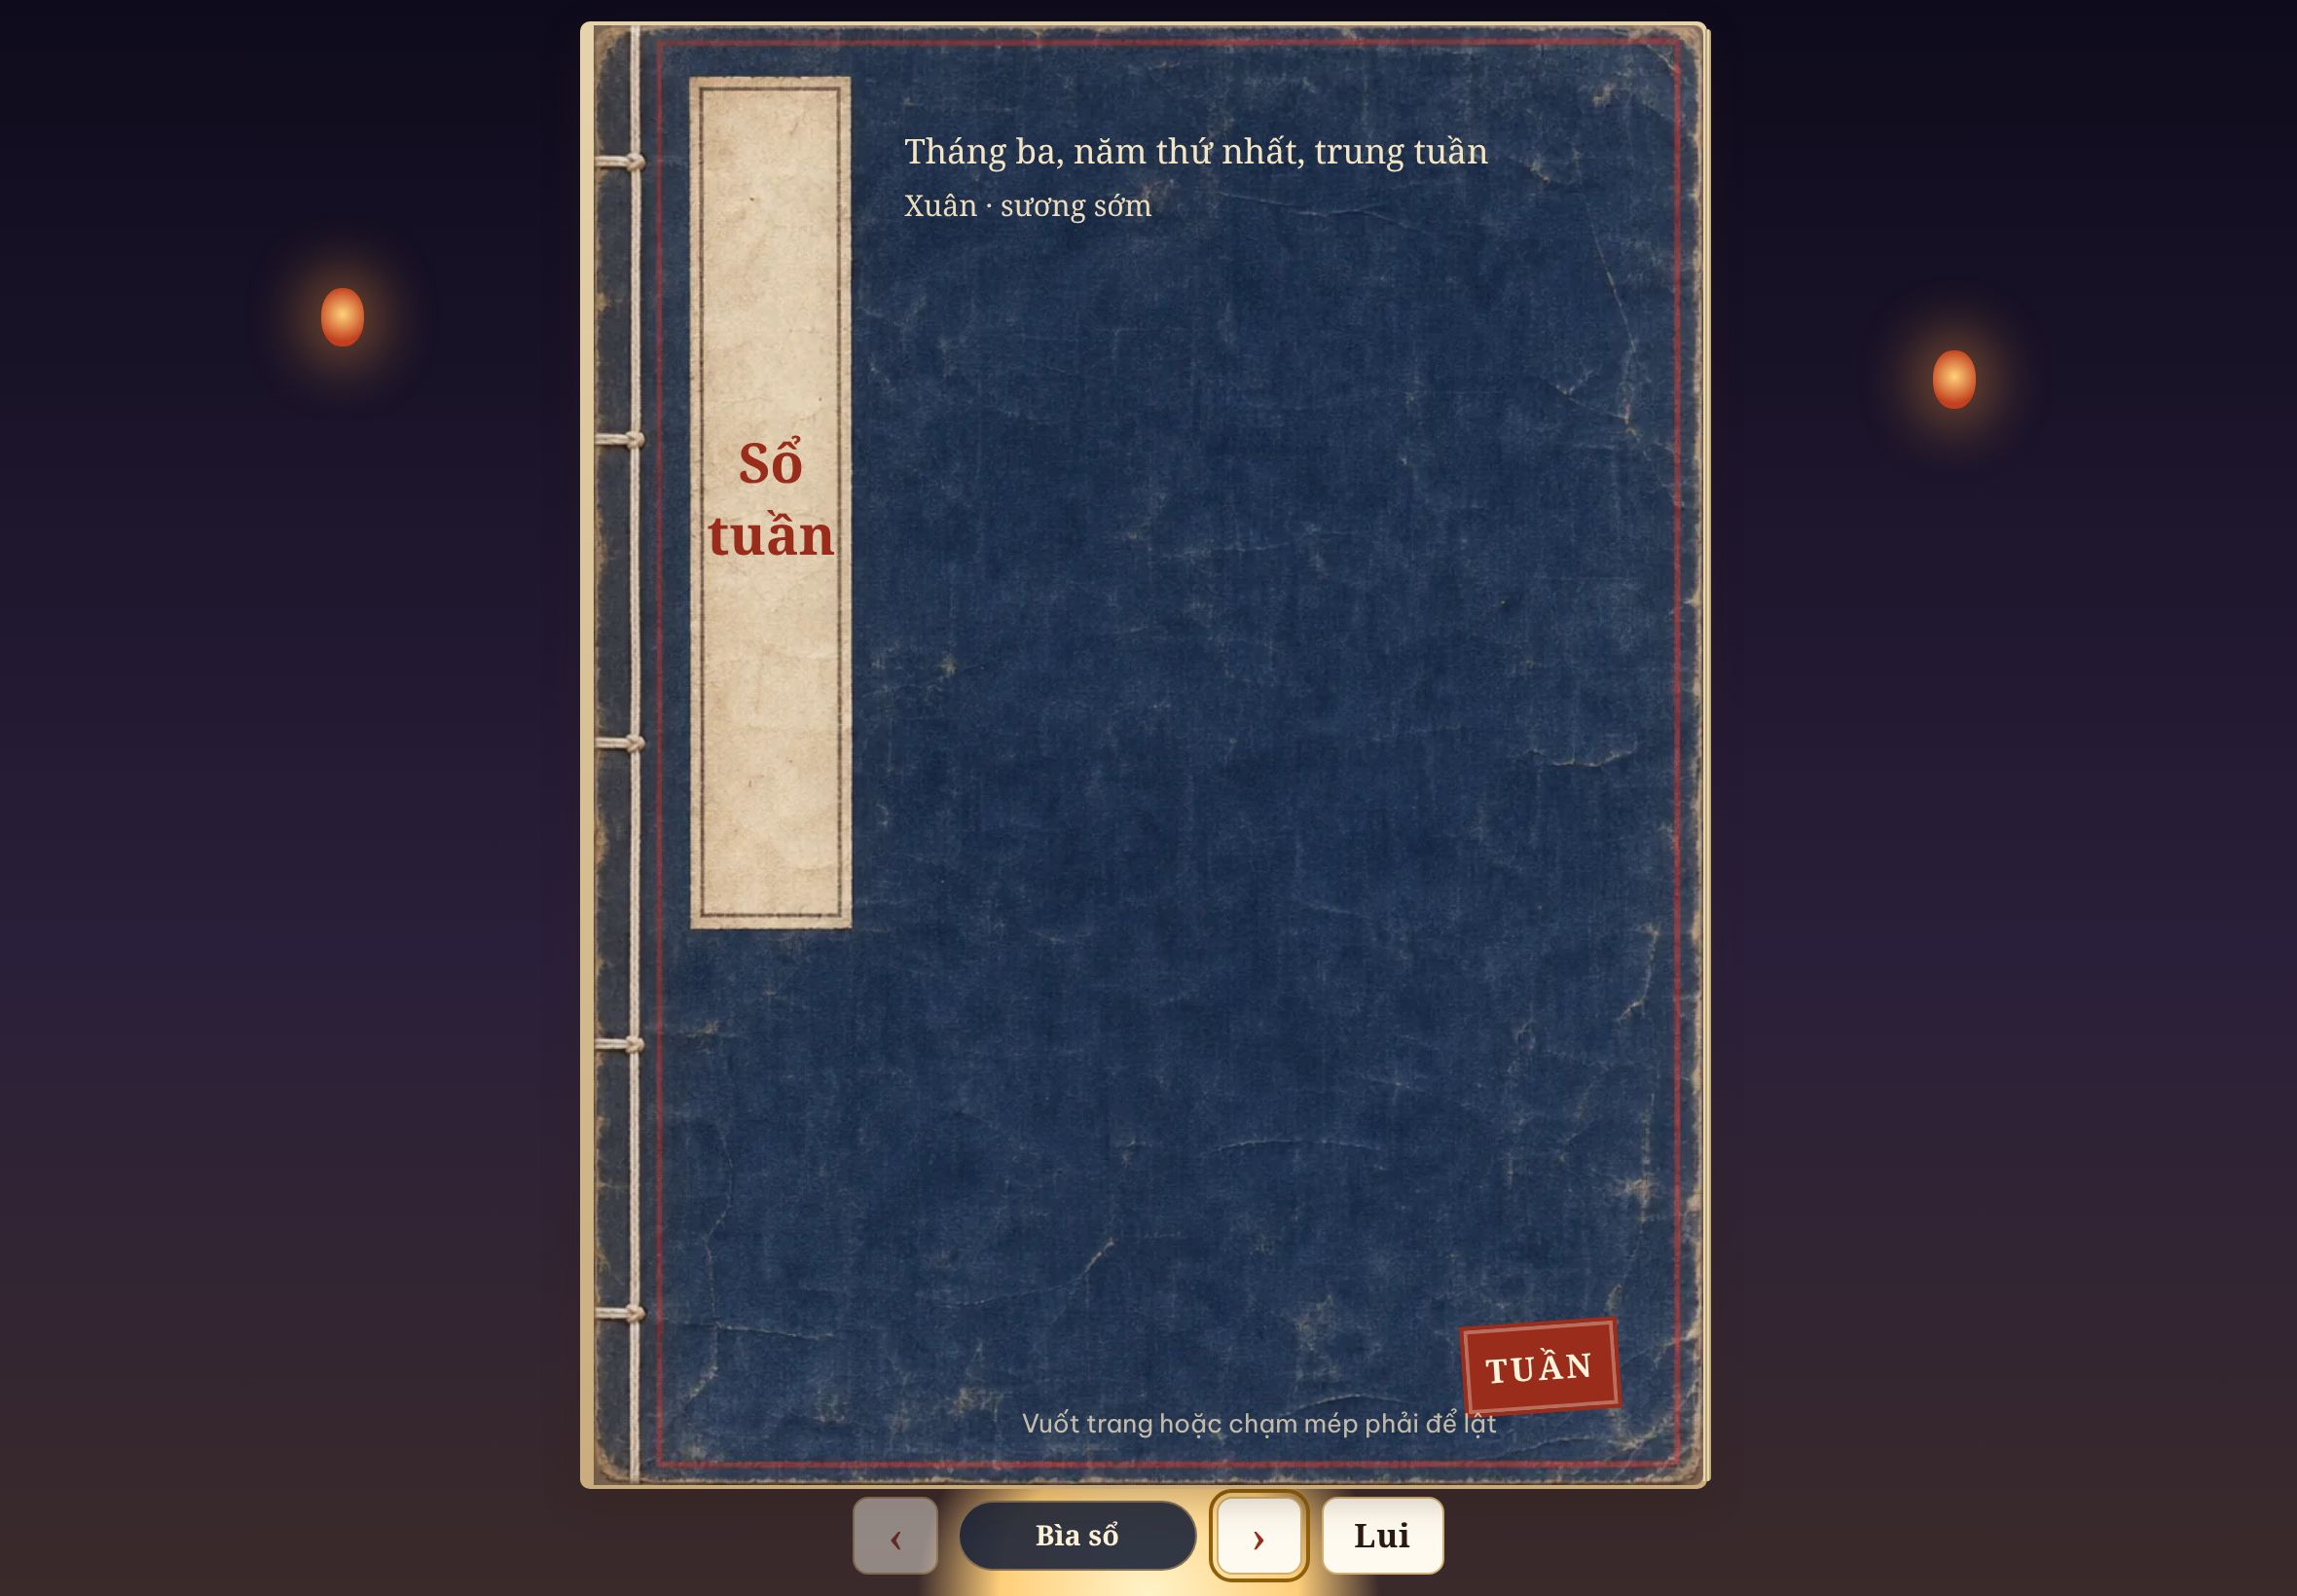 Tháng ba, năm thứ nhất, trung tuần
Xuân · sương sớm
Sổ
tuần
TUẦN
Vuốt trang hoặc chạm mép phải để lật
‹
Bìa sổ
›
Lui